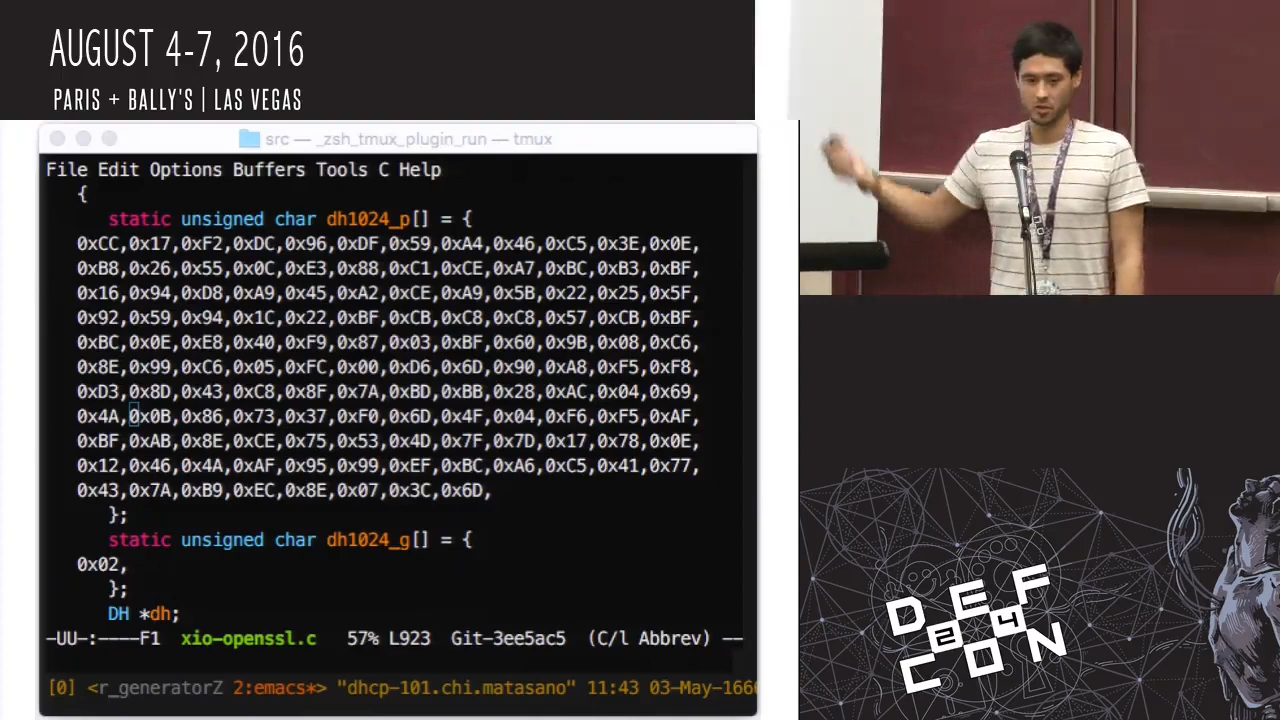 AUGUST 4-7, 2016
PARIS + BALLY'S | LAS VEGAS
src — _zsh_tmux_plugin_run — tmux
File Edit Options Buffers Tools C Help
{
static unsigned char dh1024_p[] = {
0xCC,0x17,0xF2,0xDC,0x96,0xDF,0x59,0xA4,0x46,0xC5,0x3E,0x0E,
0xB8,0x26,0x55,0x0C,0xE3,0x88,0xC1,0xCE,0xA7,0xBC,0xB3,0xBF,
0x16,0x94,0xD8,0xA9,0x45,0xA2,0xCE,0xA9,0x5B,0x22,0x25,0x5F,
0x92,0x59,0x94,0x1C,0x22,0xBF,0xCB,0xC8,0xC8,0x57,0xCB,0xBF,
0xBC,0x0E,0xE8,0x40,0xF9,0x87,0x03,0xBF,0x60,0x9B,0x08,0xC6,
0x8E,0x99,0xC6,0x05,0xFC,0x00,0xD6,0x6D,0x90,0xA8,0xF5,0xF8,
0xD3,0x8D,0x43,0xC8,0x8F,0x7A,0xBD,0xBB,0x28,0xAC,0x04,0x69,
0x4A,0x0B,0x86,0x73,0x37,0xF0,0x6D,0x4F,0x04,0xF6,0xF5,0xAF,
0xBF,0xAB,0x8E,0xCE,0x75,0x53,0x4D,0x7F,0x7D,0x17,0x78,0x0E,
0x12,0x46,0x4A,0xAF,0x95,0x99,0xEF,0xBC,0xA6,0xC5,0x41,0x77,
0x43,0x7A,0xB9,0xEC,0x8E,0x07,0x3C,0x6D,
};
static unsigned char dh1024_g[] = {
0x02,
};
DH *dh;
-UU-:----F1 xio-openssl.c 57% L923 Git-3ee5ac5 (C/l Abbrev) --
[0] <r_generatorZ 2:emacs*> "dhcp-101.chi.matasano" 11:43 03-May-166
DEF
24
CON